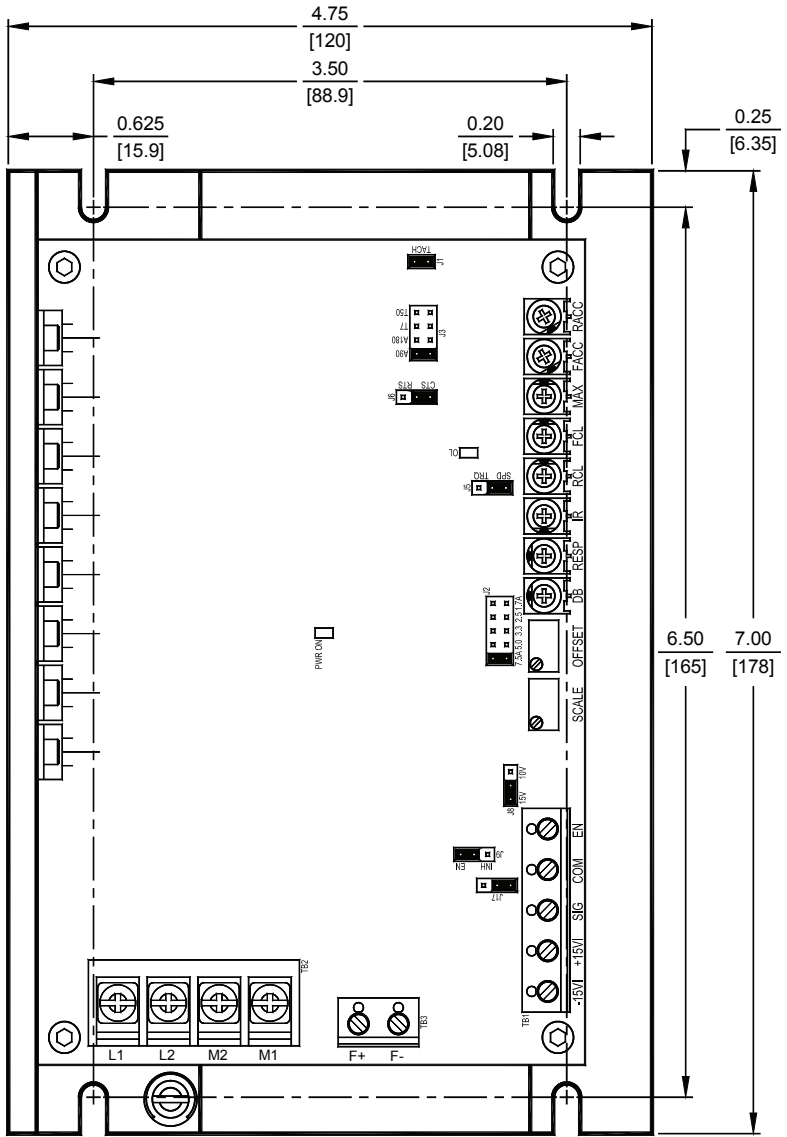 4.75
[120]
3.50
[88.9]
0.625
[15.9]
0.20
[5.08]
0.25
[6.35]
TACH
J1
T50
T7
A180
A90
J3
J6
RTS
CTS
OL
J5
TRQ
SPD
RACC
FACC
MAX
FCL
RCL
IR
RESP
DB
J2
7.5A 5.0 3.3 2.5 1.7A
PWR ON
OFFSET
SCALE
6.50
[165]
7.00
[178]
10V
15V
J8
EN
INH
J9
J17
EN
COM
SIG
+15VI
-15VI
TB1
TB2
L1 L2 M2 M1
TB3
F+ F-